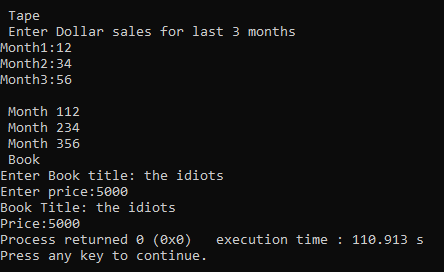 Tape
Enter Dollar sales for last 3 months
Month1:12
Month2:34
Month3:56
Month 112
Month 234
Month 356
Book
Enter Book title: the idiots
Enter price:5000
Book Title: the idiots
Price:5000
Process returned 0 (0x0)   execution time : 110.913 s
Press any key to continue.